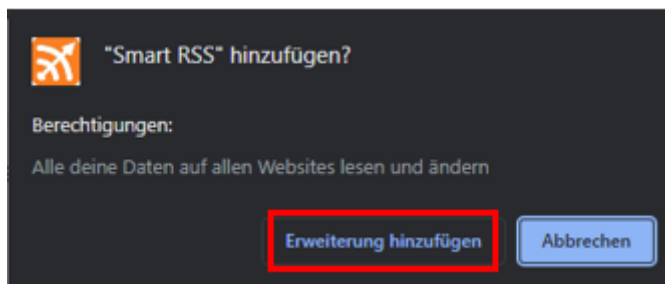 "Smart RSS" hinzufügen?
Berechtigungen:
Alle deine Daten auf allen Websites lesen und ändern
Erweiterung hinzufügen Abbrechen